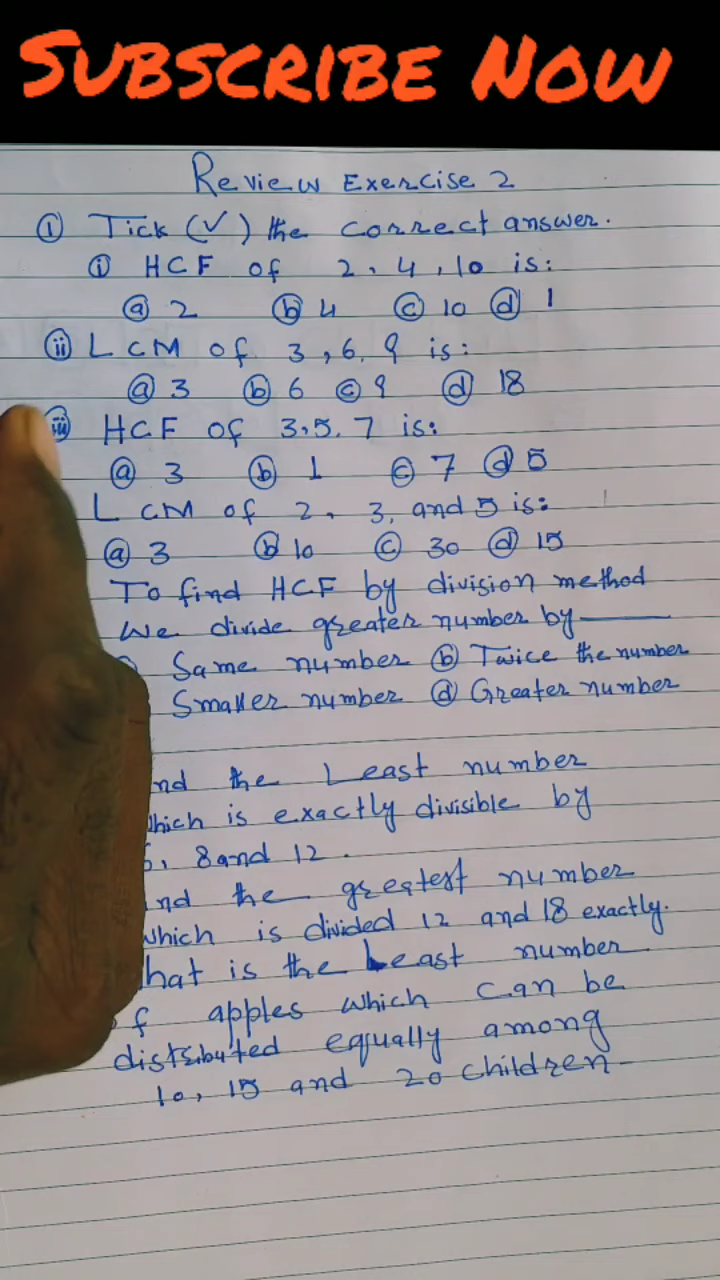 SUBSCRIBE NOW
Review Exercise 2
① Tick (✓) the correct answer.
ⓘ HCF of 2, 4, 10 is:
ⓐ 2 ⓑ 4 ⓒ 10 ⓓ 1
ⓘⓘ LCM of 3, 6, 9 is:
ⓐ 3 ⓑ 6 ⓒ 9 ⓓ 18
ⓘⓘⓘ HCF of 3, 5, 7 is:
ⓐ 3 ⓑ 1 ⓒ 7 ⓓ 5
LCM of 2, 3, and 5 is:
ⓐ 3 ⓑ 10 ⓒ 30 ⓓ 15
To find HCF by division method
we divide greater number by ———
Same number ⓑ Twice the number
Smaller number ⓓ Greater number
nd the Least number
which is exactly divisible by
8 and 12.
nd the greatest number
which is divided 12 and 18 exactly.
hat is the Least number
f apples which can be
distributed equally among
10, 15 and 20 children